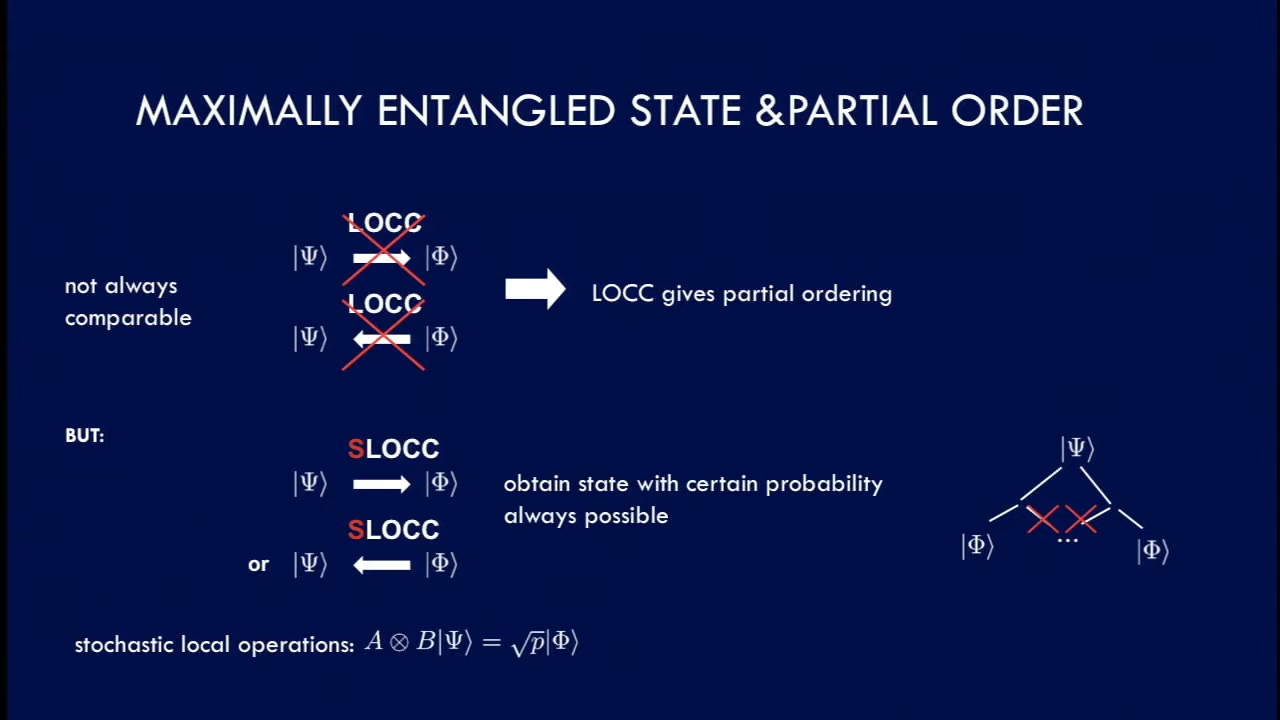 MAXIMALLY ENTANGLED STATE &PARTIAL ORDER
LOCC
|Ψ⟩ |Φ⟩
not always
comparable
LOCC
|Ψ⟩ |Φ⟩
LOCC gives partial ordering
BUT:
SLOCC
|Ψ⟩ |Φ⟩
obtain state with certain probability
always possible
SLOCC
or |Ψ⟩ |Φ⟩
|Ψ⟩
|Φ⟩ ... |Φ⟩
stochastic local operations: A ⊗ B|Ψ⟩ = √p|Φ⟩